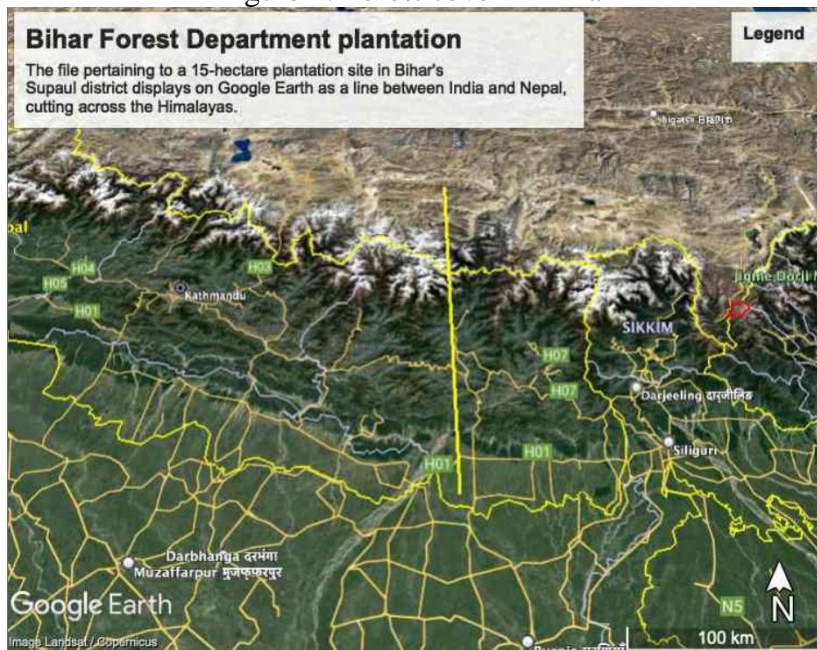 Bihar Forest Department plantation
The file pertaining to a 15-hectare plantation site in Bihar's
Supaul district displays on Google Earth as a line between India and Nepal,
cutting across the Himalayas.
Legend
H04
H03
H05
H01
Kathmandu
SIKKIM
H07
H07
Darjeeling दार्जीलिङ
Siliguri
H01
H01
Darbhanga दरभंगा
Muzaffarpur मुजफ्फरपुर
Google Earth
N5
N
100 km
Image Landsat / Copernicus